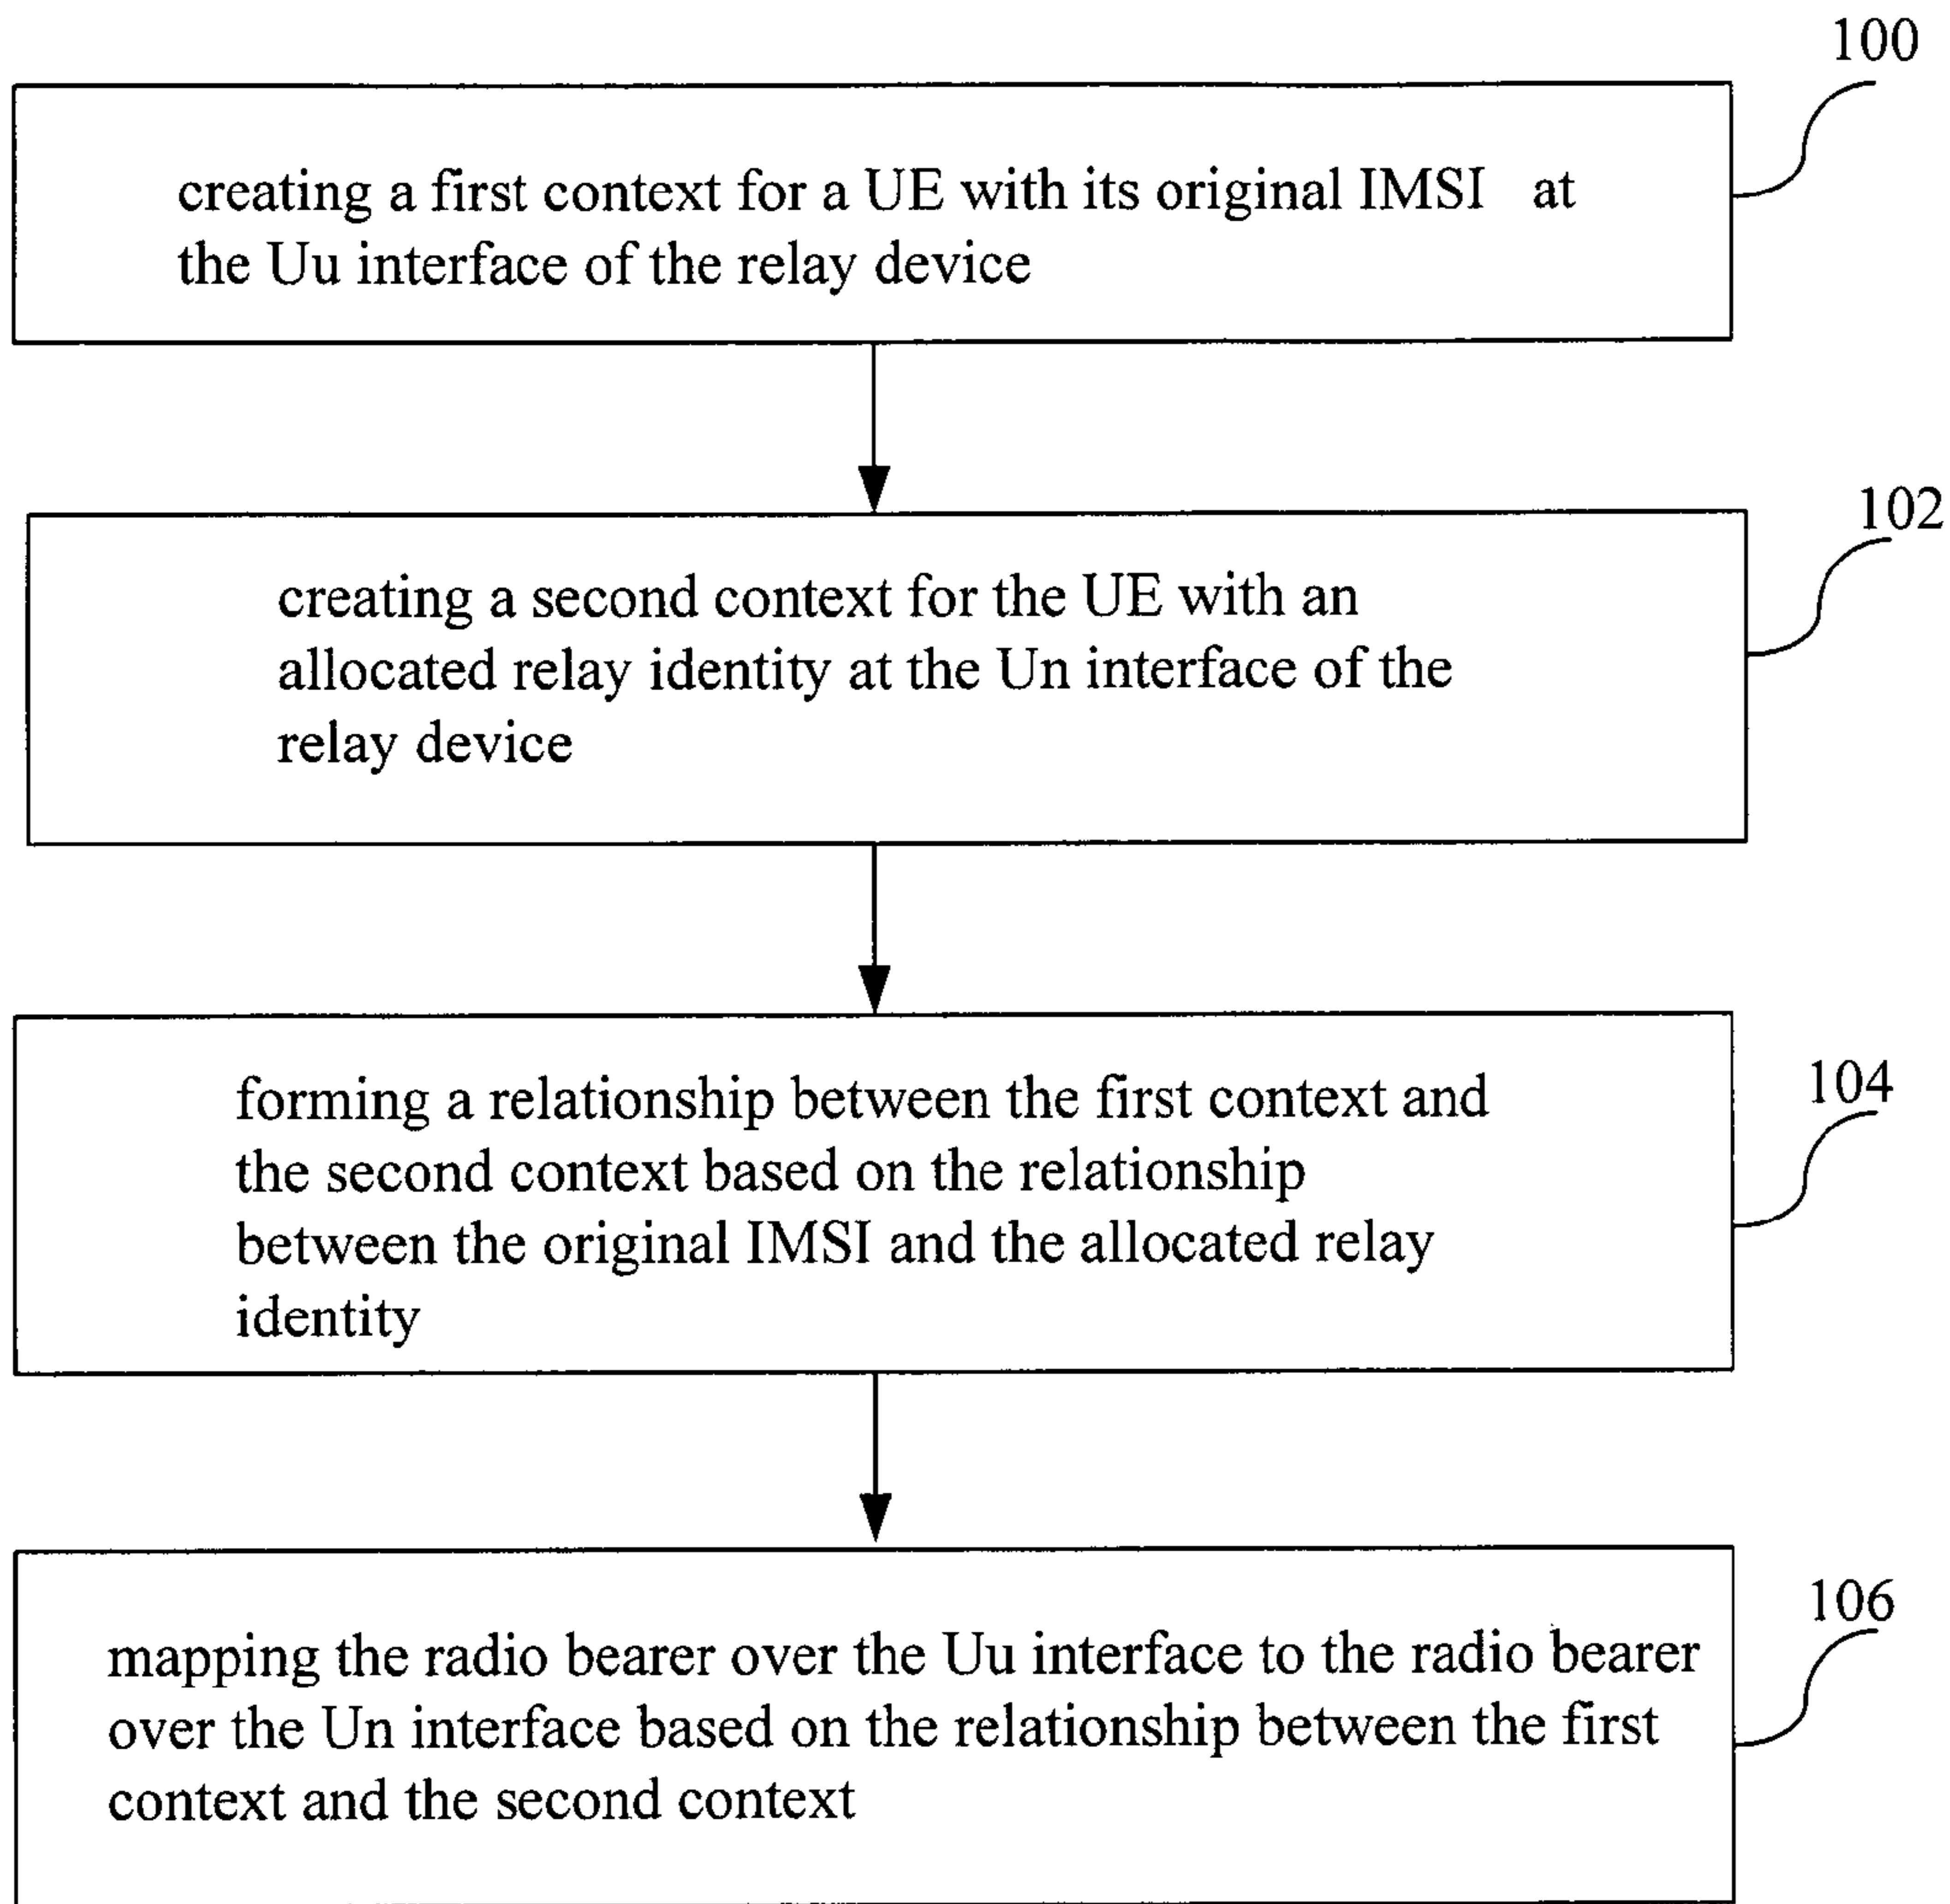 100
creating a first context for a UE with its original IMSI at
the Uu interface of the relay device
102
creating a second context for the UE with an
allocated relay identity at the Un interface of the
relay device
104
forming a relationship between the first context and
the second context based on the relationship
between the original IMSI and the allocated relay
identity
106
mapping the radio bearer over the Uu interface to the radio bearer
over the Un interface based on the relationship between the first
context and the second context